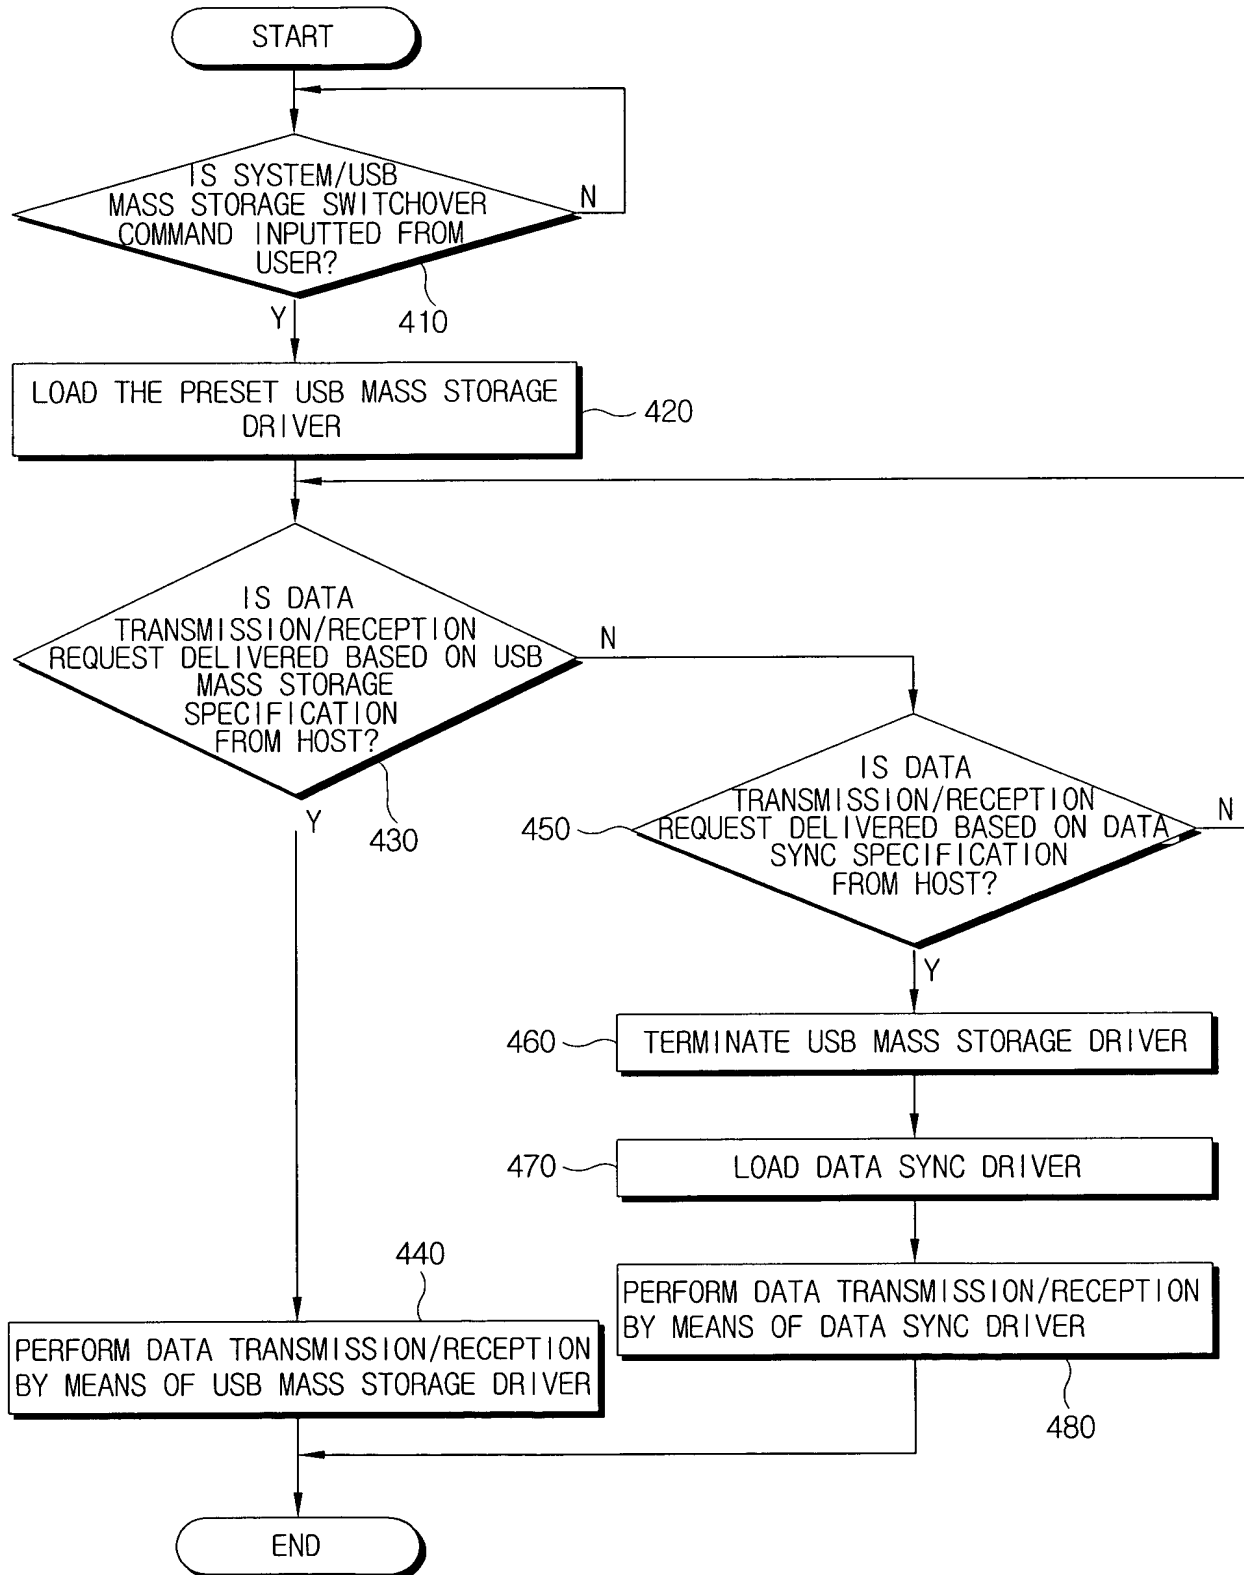 START
IS SYSTEM/USB
MASS STORAGE SWITCHOVER
COMMAND INPUTTED FROM
USER?
N
410
Y
LOAD THE PRESET USB MASS STORAGE
DRIVER
420
IS DATA
TRANSMISSION/RECEPTION
REQUEST DELIVERED BASED ON USB
MASS STORAGE
SPECIFICATION
FROM HOST?
N
430
Y
IS DATA
TRANSMISSION/RECEPTION
REQUEST DELIVERED BASED ON DATA
SYNC SPECIFICATION
FROM HOST?
450
N
Y
460
TERMINATE USB MASS STORAGE DRIVER
470
LOAD DATA SYNC DRIVER
440
PERFORM DATA TRANSMISSION/RECEPTION
BY MEANS OF USB MASS STORAGE DRIVER
PERFORM DATA TRANSMISSION/RECEPTION
BY MEANS OF DATA SYNC DRIVER
480
END